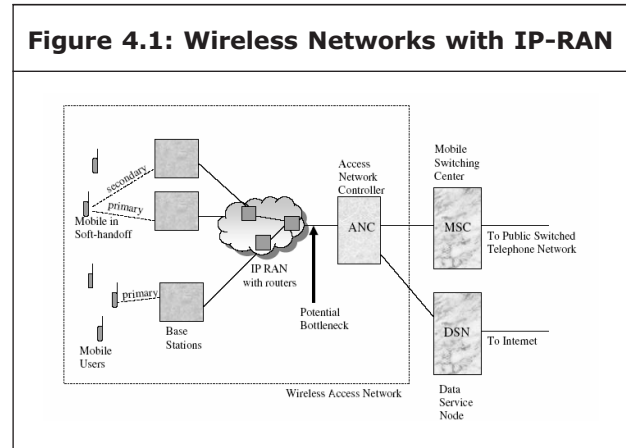 Figure 4.1: Wireless Networks with IP-RAN
secondary
primary
Mobile in
Soft-handoff
primary
Mobile
Users
Base
Stations
IP RAN
with routers
Potential
Bottleneck
Access
Network
Controller
ANC
Mobile
Switching
Center
MSC
To Public Switched
Telephone Network
DSN
To Internet
Data
Service
Node
Wireless Access Network